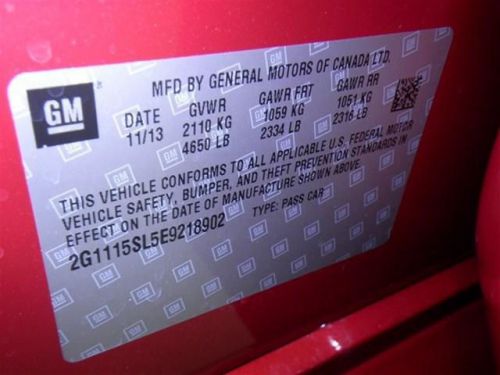 MFD BY GENERAL MOTORS OF CANADA LTD.
GM
DATE GVWR GAWR FRT GAWR RR
11/13 2110 KG 1059 KG 1051 KG
4650 LB 2334 LB 2316 LB
THIS VEHICLE CONFORMS TO ALL APPLICABLE U.S. FEDERAL MOTOR
VEHICLE SAFETY, BUMPER, AND THEFT PREVENTION STANDARDS IN
EFFECT ON THE DATE OF MANUFACTURE SHOWN ABOVE.
2G1115SL5E9218902 TYPE: PASS CAR